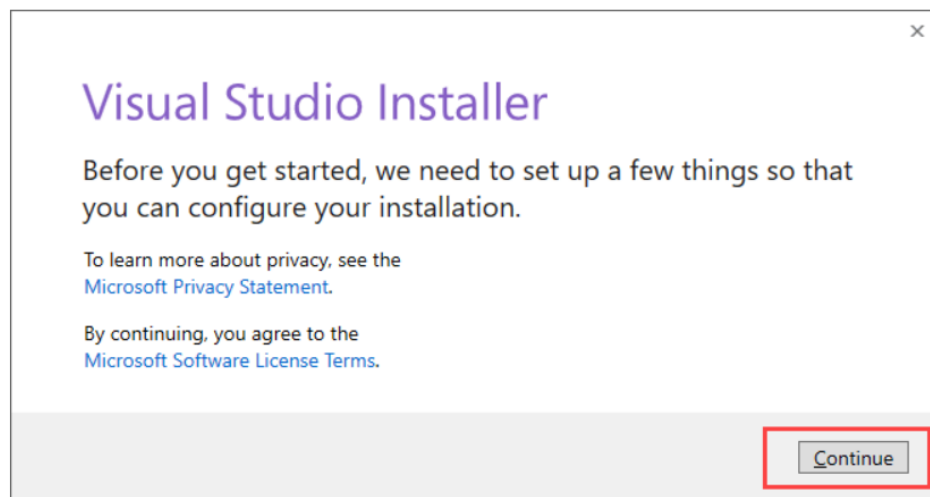 Visual Studio Installer
Before you get started, we need to set up a few things so that
you can configure your installation.
To learn more about privacy, see the
Microsoft Privacy Statement.
By continuing, you agree to the
Microsoft Software License Terms.
Continue